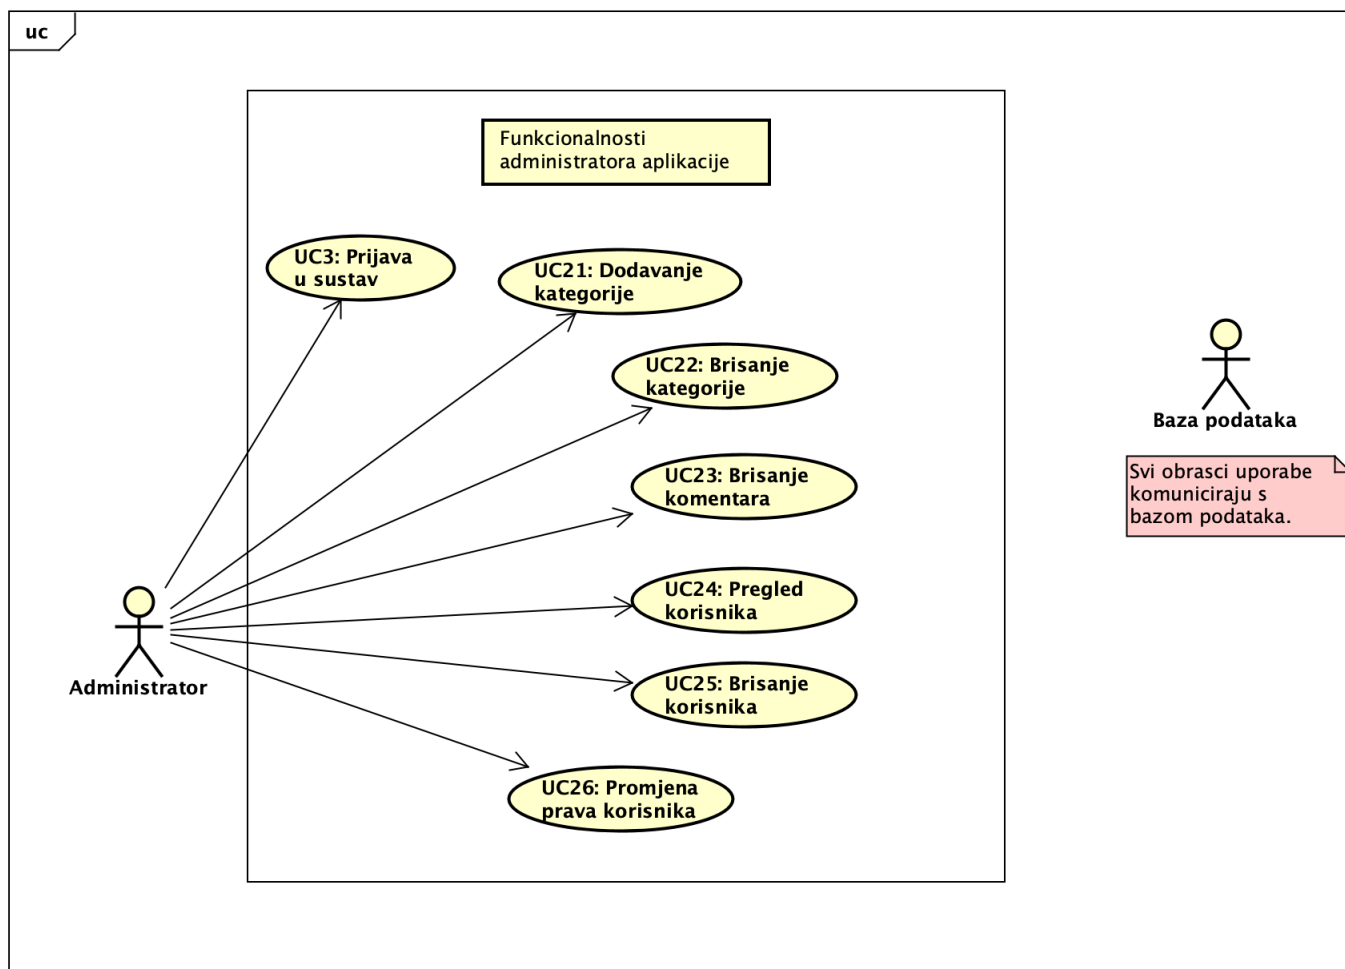 uc
Funkcionalnosti
administratora aplikacije
UC3: Prijava
u sustav
UC21: Dodavanje
kategorije
UC22: Brisanje
kategorije
UC23: Brisanje
komentara
UC24: Pregled
korisnika
UC25: Brisanje
korisnika
UC26: Promjena
prava korisnika
Administrator
Baza podataka
Svi obrasci uporabe
komuniciraju s
bazom podataka.